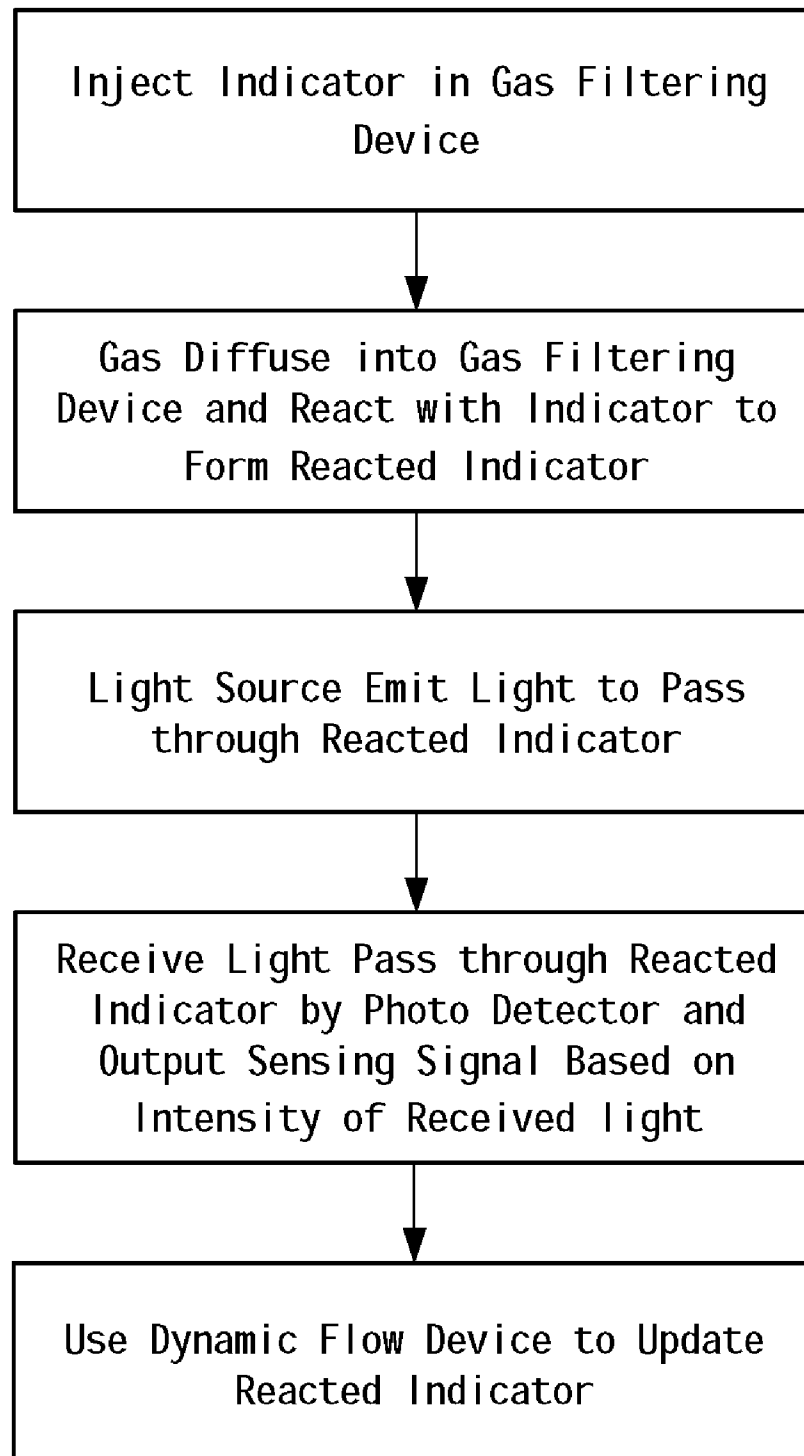 Inject Indicator in Gas Filtering
Device
Gas Diffuse into Gas Filtering
Device and React with Indicator to
Form Reacted Indicator
Light Source Emit Light to Pass
through Reacted Indicator
Receive Light Pass through Reacted
Indicator by Photo Detector and
Output Sensing Signal Based on
Intensity of Received light
Use Dynamic Flow Device to Update
Reacted Indicator